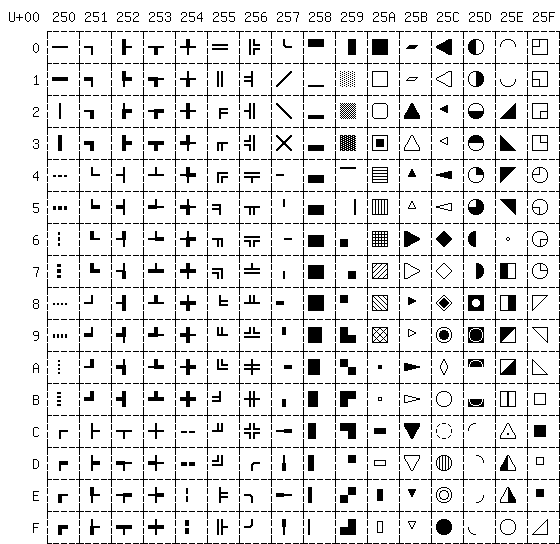 U+00 250 251 252 253 254 255 256 257 258 259 25A 25B 25C 25D 25E 25F
0 ─ ┐ ┠ ┰ ╀ ═ ╠ ╰ ▀ ▐ ■ ▰ ◀ ◐ ◠ ◰
1 ━ ┑ ┡ ┱ ╁ ║ ╡ ╱ ▁ ░ □ ▱ ◁ ◑ ◡ ◱
2 │ ┒ ┢ ┲ ╂ ╒ ╢ ╲ ▂ ▒ ▢ ▲ ◂ ◒ ◢ ◲
3 ┃ ┓ ┣ ┳ ╃ ╓ ╣ ╳ ▃ ▓ ▣ △ ◃ ◓ ◣ ◳
4 ┄ └ ┤ ┴ ╄ ╔ ╤ ╴ ▄ ▔ ▤ ▴ ◄ ◔ ◤ ◴
5 ┅ ┕ ┥ ┵ ╅ ╕ ╥ ╵ ▅ ▕ ▥ ▵ ◅ ◕ ◥ ◵
6 ┆ ┖ ┦ ┶ ╆ ╖ ╦ ╶ ▆ ▖ ▦ ▶ ◆ ◖ ◦ ◶
7 ┇ ┗ ┧ ┷ ╇ ╗ ╧ ╷ ▇ ▗ ▧ ▷ ◇ ◗ ◧ ◷
8 ┈ ┘ ┨ ┸ ╈ ╘ ╨ ╸ █ ▘ ▨ ▸ ◈ ◘ ◨ ◸
9 ┉ ┙ ┩ ┹ ╉ ╙ ╩ ╹ ▉ ▙ ▩ ▹ ◉ ◙ ◩ ◹
A ┊ ┚ ┪ ┺ ╊ ╚ ╪ ╺ ▊ ▚ ▪ ► ◊ ◚ ◪ ◺
B ┋ ┛ ┫ ┻ ╋ ╛ ╫ ╻ ▋ ▛ ▫ ▻ ○ ◛ ◫ ◻
C ┌ ├ ┬ ┼ ╌ ╜ ╬ ╼ ▌ ▜ ▬ ▼ ◌ ◜ ◬ ◼
D ┍ ┝ ┭ ┽ ╍ ╝ ╭ ╽ ▍ ▝ ▭ ▽ ◍ ◝ ◭ ◽
E ┎ ┞ ┮ ┾ ╎ ╞ ╮ ╾ ▎ ▞ ▮ ▾ ◎ ◞ ◮ ◾
F ┏ ┟ ┯ ┿ ╏ ╟ ╯ ╿ ▏ ▟ ▯ ▿ ● ◟ ◯ ◿